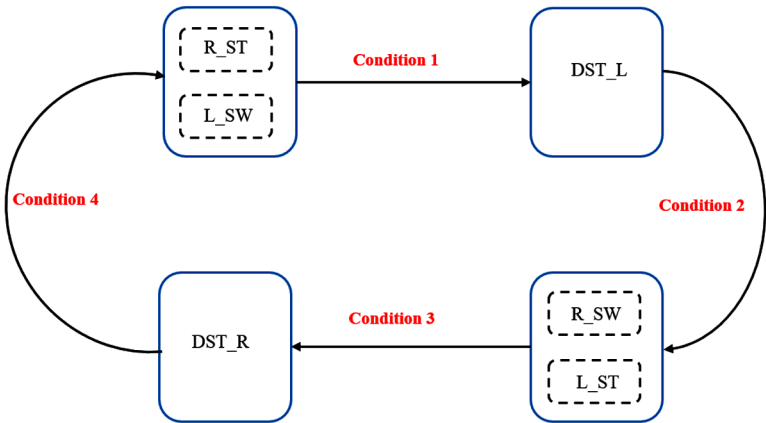 R_ST
L_SW
Condition 1
DST_L
Condition 4
Condition 2
DST_R
Condition 3
R_SW
L_ST